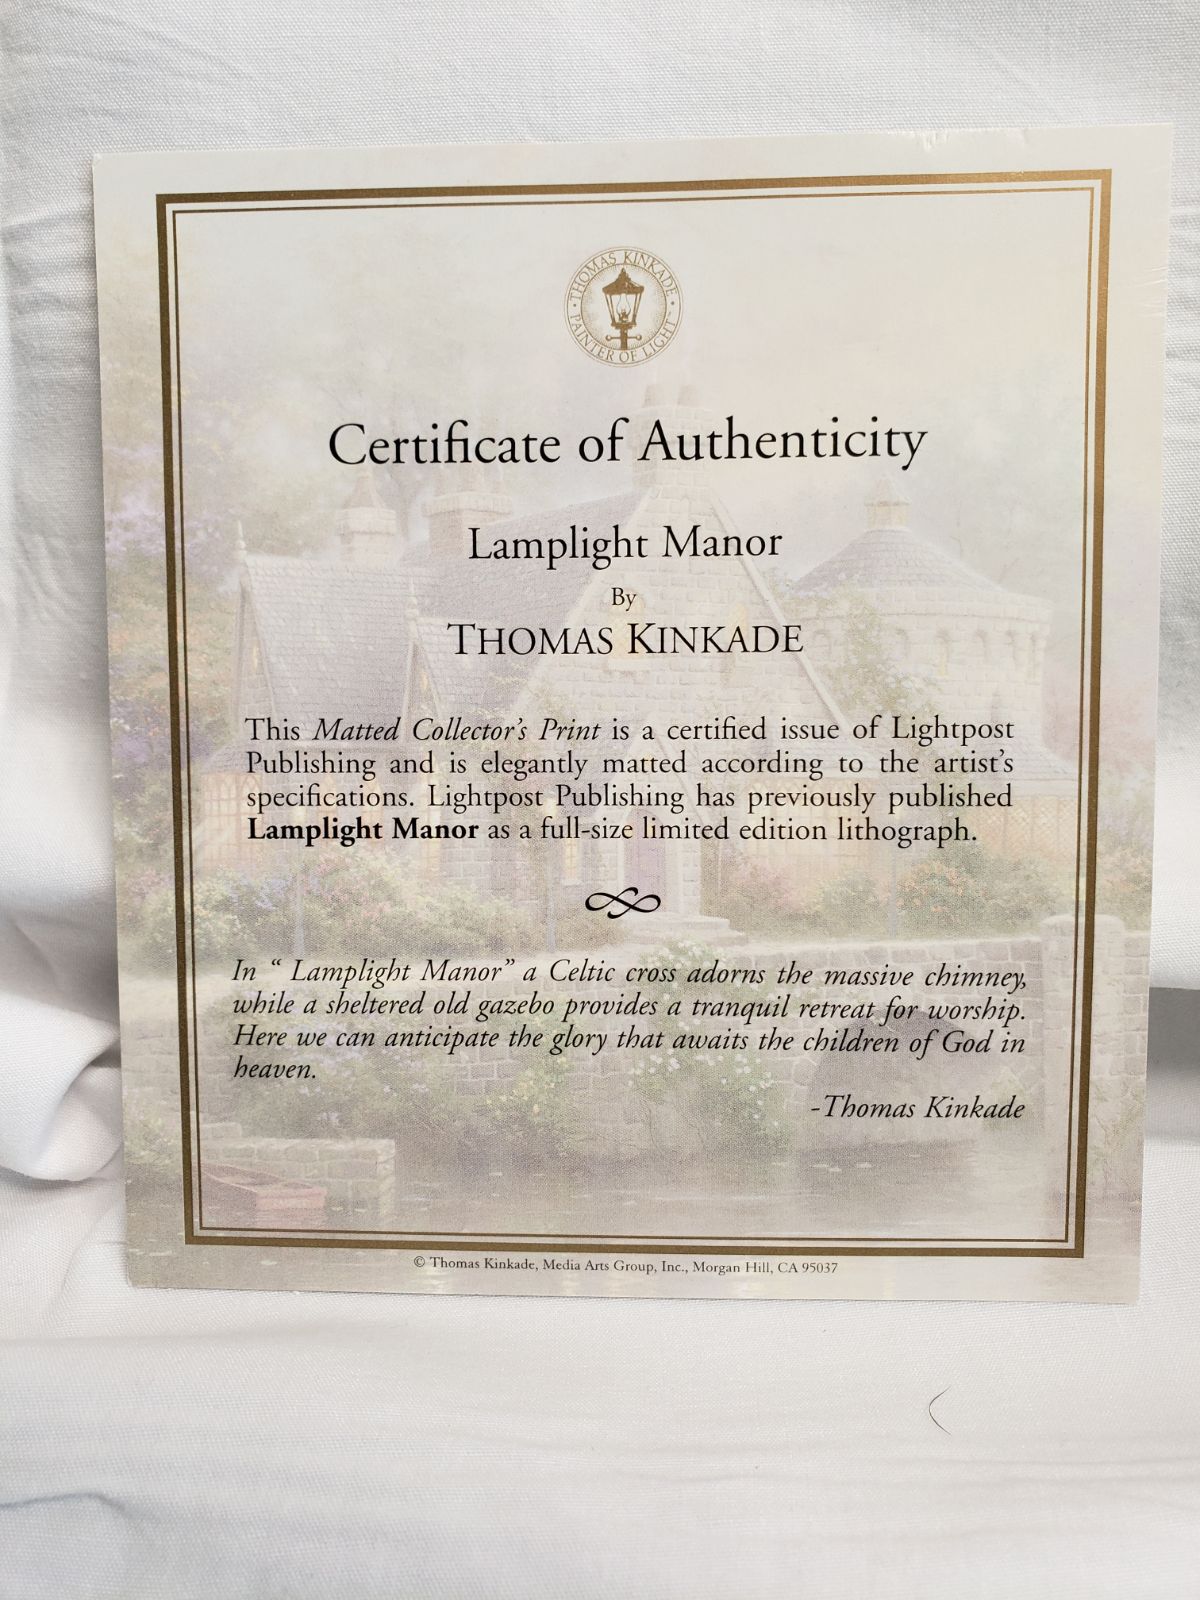 THOMAS KINKADE
PAINTER OF LIGHT™
Certificate of Authenticity
Lamplight Manor
By
THOMAS KINKADE
This Matted Collector's Print is a certified issue of Lightpost
Publishing and is elegantly matted according to the artist's
specifications. Lightpost Publishing has previously published
Lamplight Manor as a full-size limited edition lithograph.
In “ Lamplight Manor” a Celtic cross adorns the massive chimney,
while a sheltered old gazebo provides a tranquil retreat for worship.
Here we can anticipate the glory that awaits the children of God in
heaven.
-Thomas Kinkade
© Thomas Kinkade, Media Arts Group, Inc., Morgan Hill, CA 95037